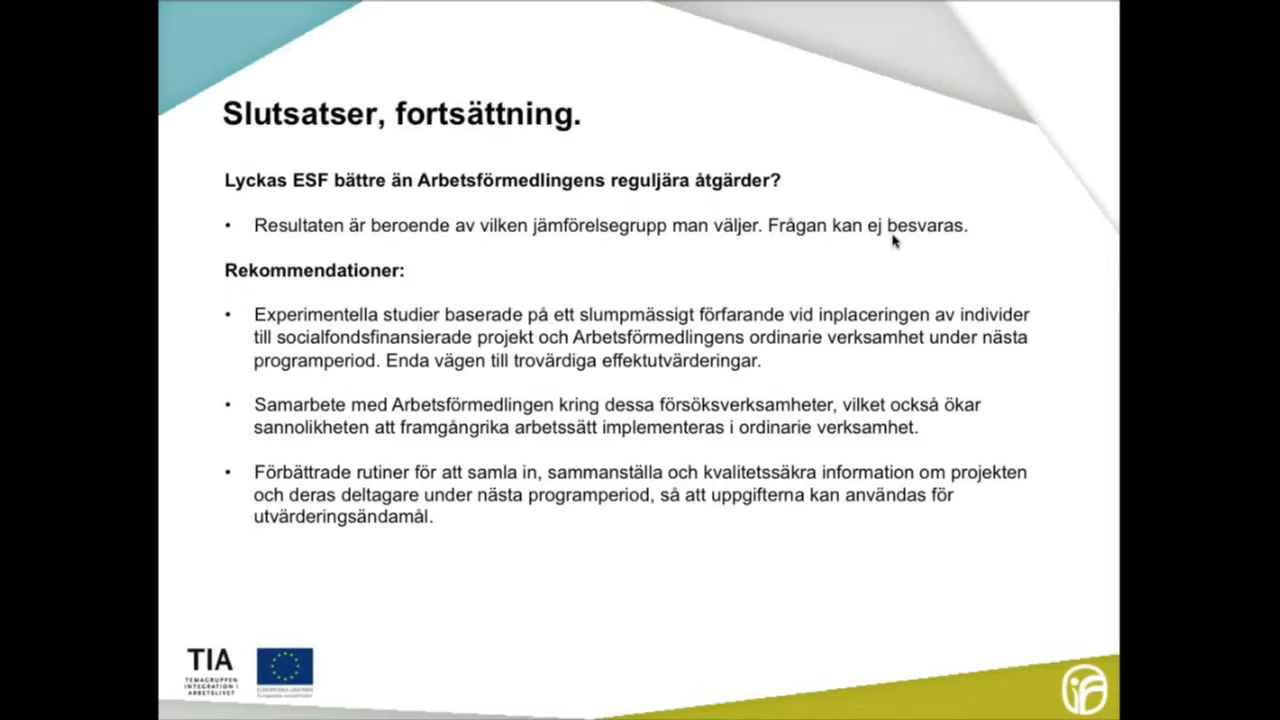 Slutsatser, fortsättning.
Lyckas ESF bättre än Arbetsförmedlingens reguljära åtgärder?
• Resultaten är beroende av vilken jämförelsegrupp man väljer. Frågan kan ej besvaras.
Rekommendationer:
• Experimentella studier baserade på ett slumpmässigt förfarande vid inplaceringen av individer
till socialfondsfinansierade projekt och Arbetsförmedlingens ordinarie verksamhet under nästa
programperiod. Enda vägen till trovärdiga effektutvärderingar.
• Samarbete med Arbetsförmedlingen kring dessa försöksverksamheter, vilket också ökar
sannolikheten att framgångrika arbetssätt implementeras i ordinarie verksamhet.
• Förbättrade rutiner för att samla in, sammanställa och kvalitetssäkra information om projekten
och deras deltagare under nästa programperiod, så att uppgifterna kan användas för
utvärderingsändamål.
TIA
TEMAGRUPPEN
INTEGRATION I
ARBETSLIVET
EUROPEISKA UNIONEN
Europeiska socialfonden